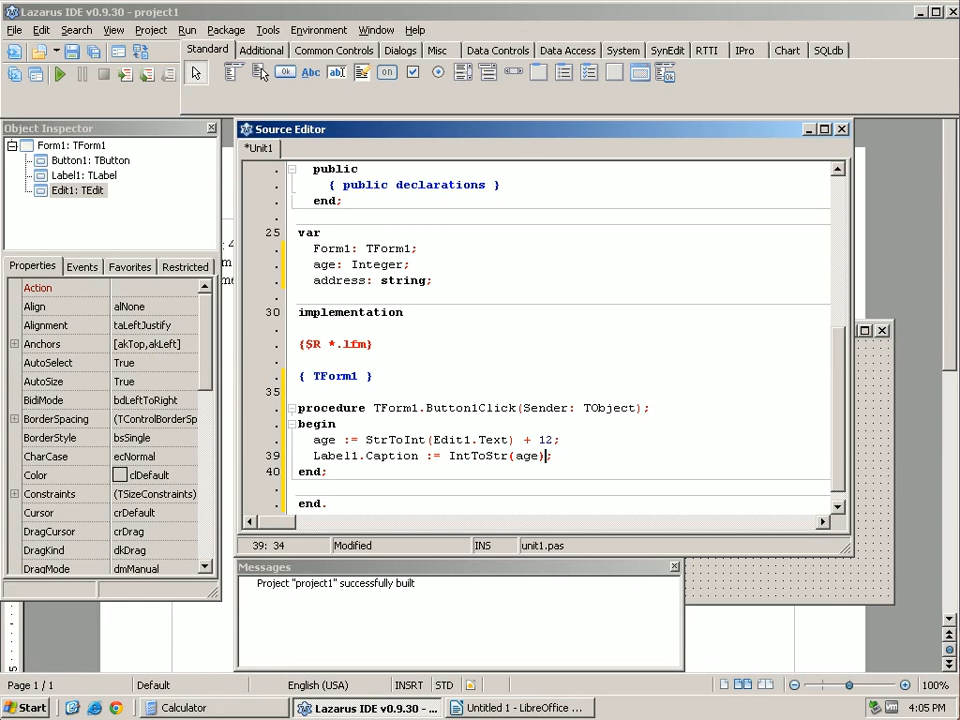 Lazarus IDE v0.9.30 - project1
File Edit Search View Project Run Package Tools Environment Window Help
Standard Additional Common Controls Dialogs Misc Data Controls Data Access System SynEdit RTTI IPro Chart SQLdb
Ok Abc ab on
Object Inspector
Form1: TForm1
Button1: TButton
Label1: TLabel
Edit1: TEdit
Properties Events Favorites Restricted
Action
Align alNone
Alignment taLeftJustify
Anchors [akTop,akLeft]
AutoSelect True
AutoSize True
BidiMode bdLeftToRight
BorderSpacing (TControlBorderSp
BorderStyle bsSingle
CharCase ecNormal
Color clDefault
Constraints (TSizeConstraints)
Cursor crDefault
DragCursor crDrag
DragKind dkDrag
DragMode dmManual
Source Editor
*Unit1
public
{ public declarations }
end;
25 var
Form1: TForm1;
age: Integer;
address: string;
30 implementation
{$R *.lfm}
{ TForm1 }
35
procedure TForm1.Button1Click(Sender: TObject);
begin
age := StrToInt(Edit1.Text) + 12;
39 Label1.Caption := IntToStr(age);
40 end;
end.
39: 34 Modified INS unit1.pas
Messages
Project "project1" successfully built
Page 1 / 1 Default English (USA) INSRT STD 100%
Start Calculator Lazarus IDE v0.9.30 - ... Untitled 1 - LibreOffice ... 4:05 PM